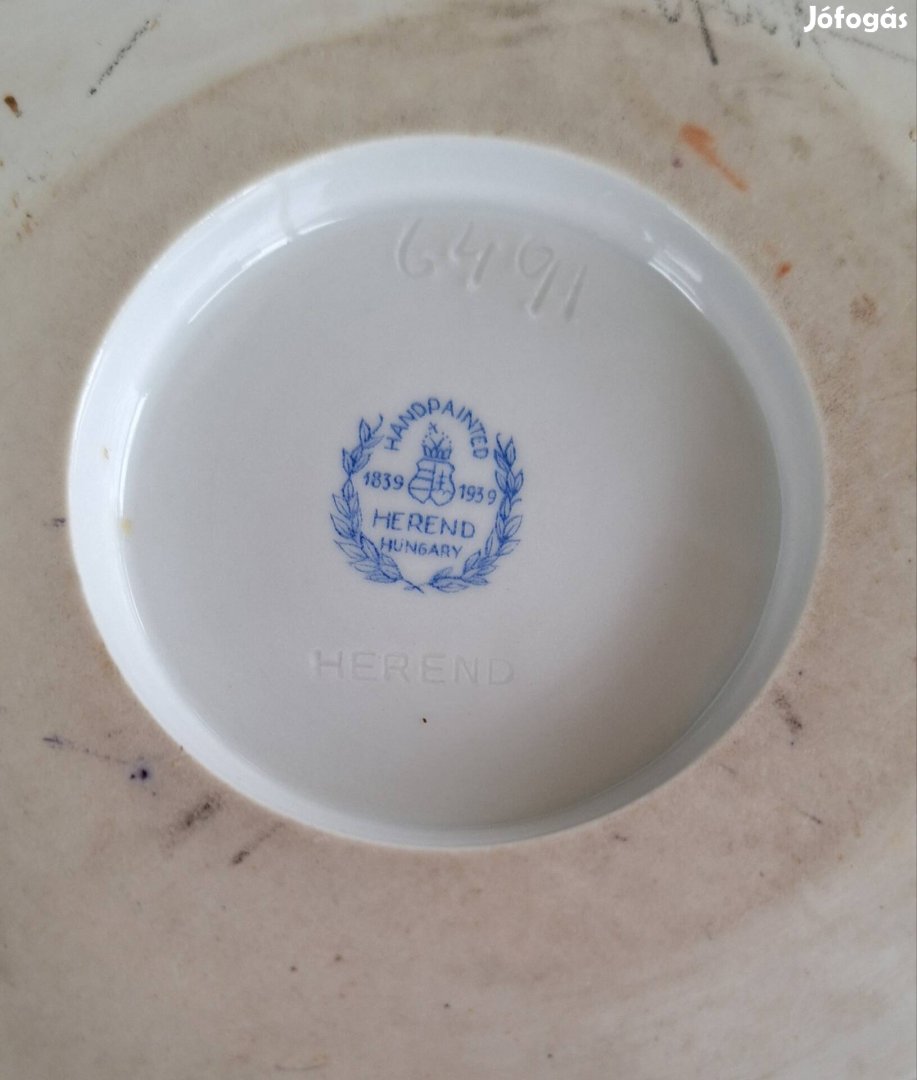 Jófogás
6491
HANDPAINTED
1839 1939
HEREND
HUNGARY
HEREND